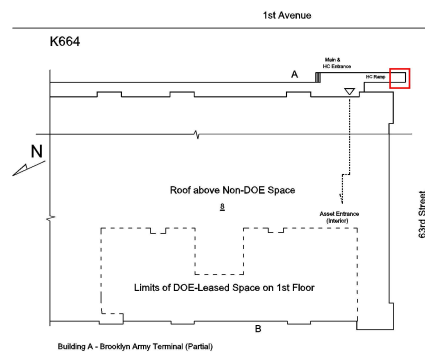 1st Avenue
K664
Main &
HC Entrance
A
HC Ramp
N
Roof above Non-DOE Space
8
Asset Entrance
(Interior)
63rd Street
Limits of DOE-Leased Space on 1st Floor
B
Building A - Brooklyn Army Terminal (Partial)